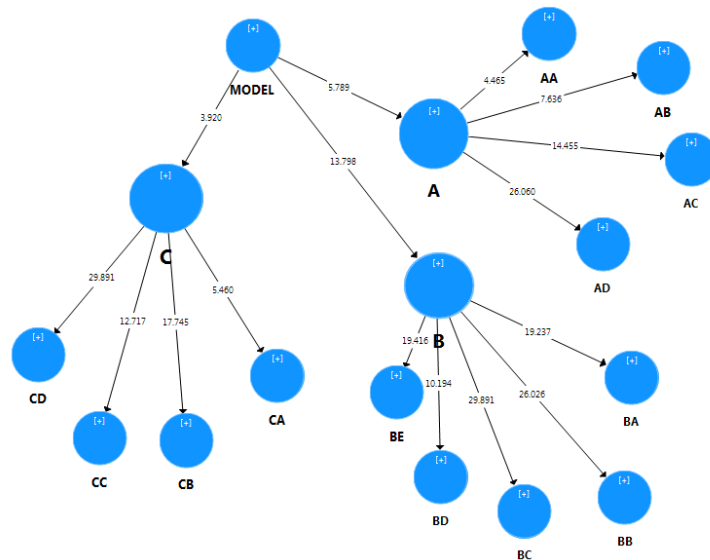 [+]
MODEL
[+]
AA
[+]
AB
4.465
7.636
5.789
[+]
A
3.920
14.455
[+]
AC
13.798
26.060
[+]
C
[+]
AD
[+]
B
29.891
5.460
12.717
17.745
19.416
19.237
10.194
29.891
26.026
[+]
CD
[+]
CA
[+]
BE
[+]
BA
[+]
CC
[+]
CB
[+]
BD
[+]
BC
[+]
BB